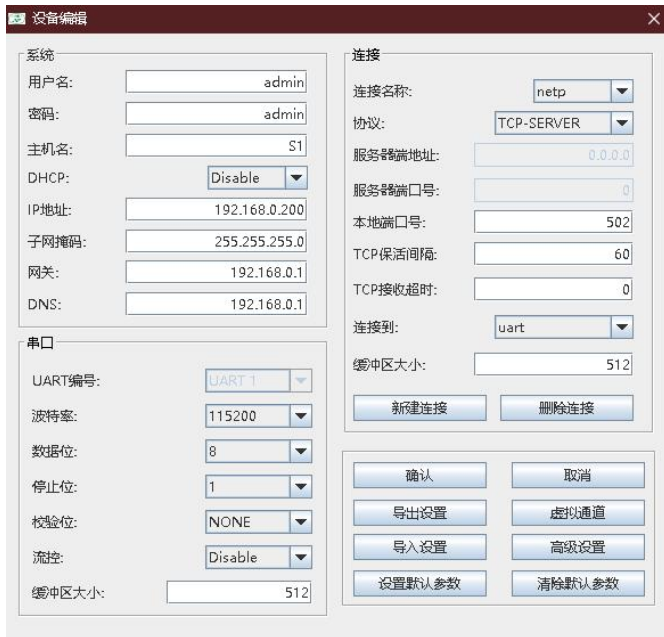 设备编辑
系统
用户名: admin
密码: admin
主机名: S1
DHCP: Disable
IP地址: 192.168.0.200
子网掩码: 255.255.255.0
网关: 192.168.0.1
DNS: 192.168.0.1
串口
UART编号: UART 1
波特率: 115200
数据位: 8
停止位: 1
校验位: NONE
流控: Disable
缓冲区大小: 512
连接
连接名称: netp
协议: TCP-SERVER
服务器端地址: 0.0.0.0
服务器端口号: 0
本地端口号: 502
TCP保活间隔: 60
TCP接收超时: 0
连接到: uart
缓冲区大小: 512
新建连接 删除连接
确认 取消
导出设置 虚拟通道
导入设置 高级设置
设置默认参数 清除默认参数